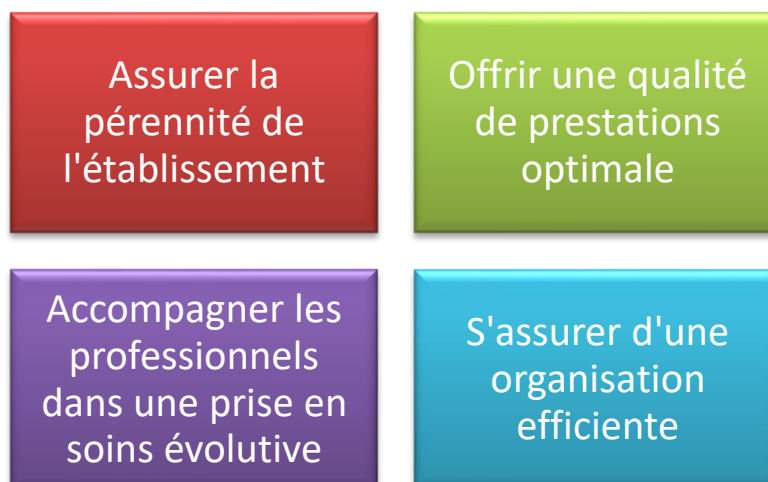 Assurer la
pérennité de
l'établissement
Offrir une qualité
de prestations
optimale
Accompagner les
professionnels
dans une prise en
soins évolutive
S'assurer d'une
organisation
efficiente